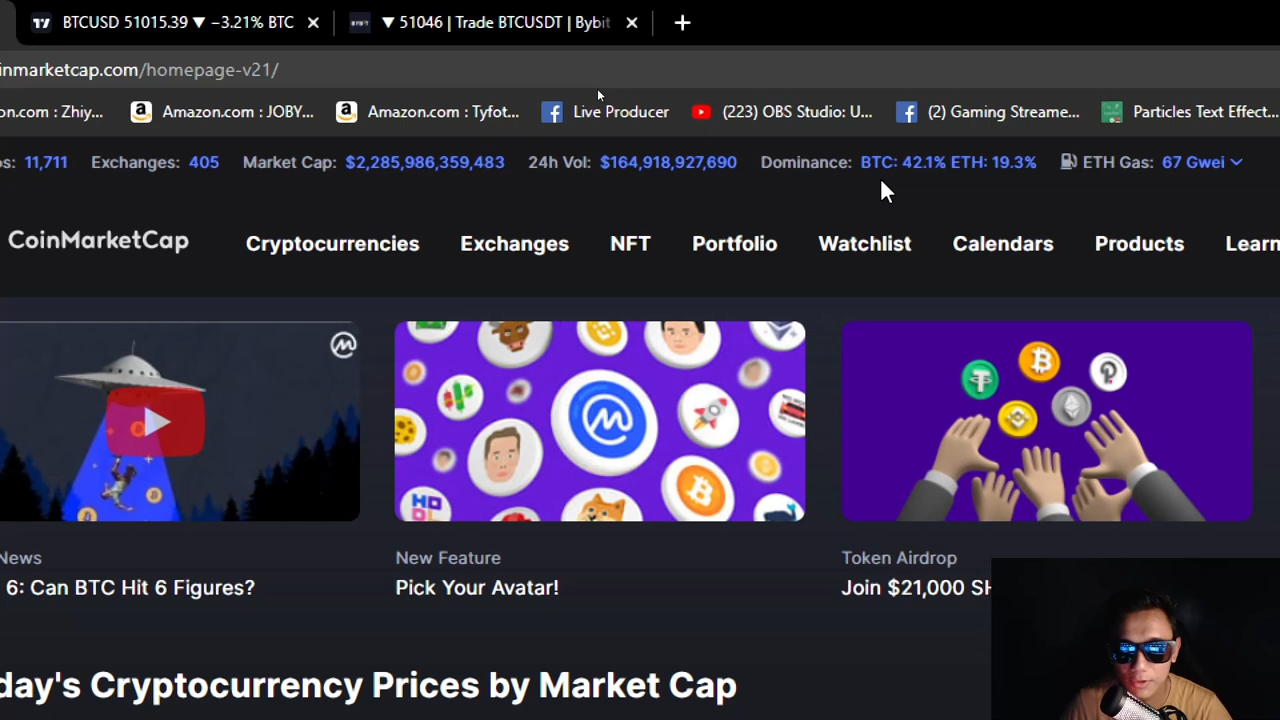 BTCUSD 51015.39 ▼ −3.21% BTC
▼ 51046 | Trade BTCUSDT | Bybit
inmarketcap.com/homepage-v21/
on.com : Zhiy... Amazon.com : JOBY... Amazon.com : Tyfot... Live Producer (223) OBS Studio: U... (2) Gaming Streame... Particles Text Effect...
os: 11,711 Exchanges: 405 Market Cap: $2,285,986,359,483 24h Vol: $164,918,927,690 Dominance: BTC: 42.1% ETH: 19.3% ETH Gas: 67 Gwei
CoinMarketCap Cryptocurrencies Exchanges NFT Portfolio Watchlist Calendars Products Learn
HODL
News
6: Can BTC Hit 6 Figures?
New Feature
Pick Your Avatar!
Token Airdrop
Join $21,000 SH
day's Cryptocurrency Prices by Market Cap